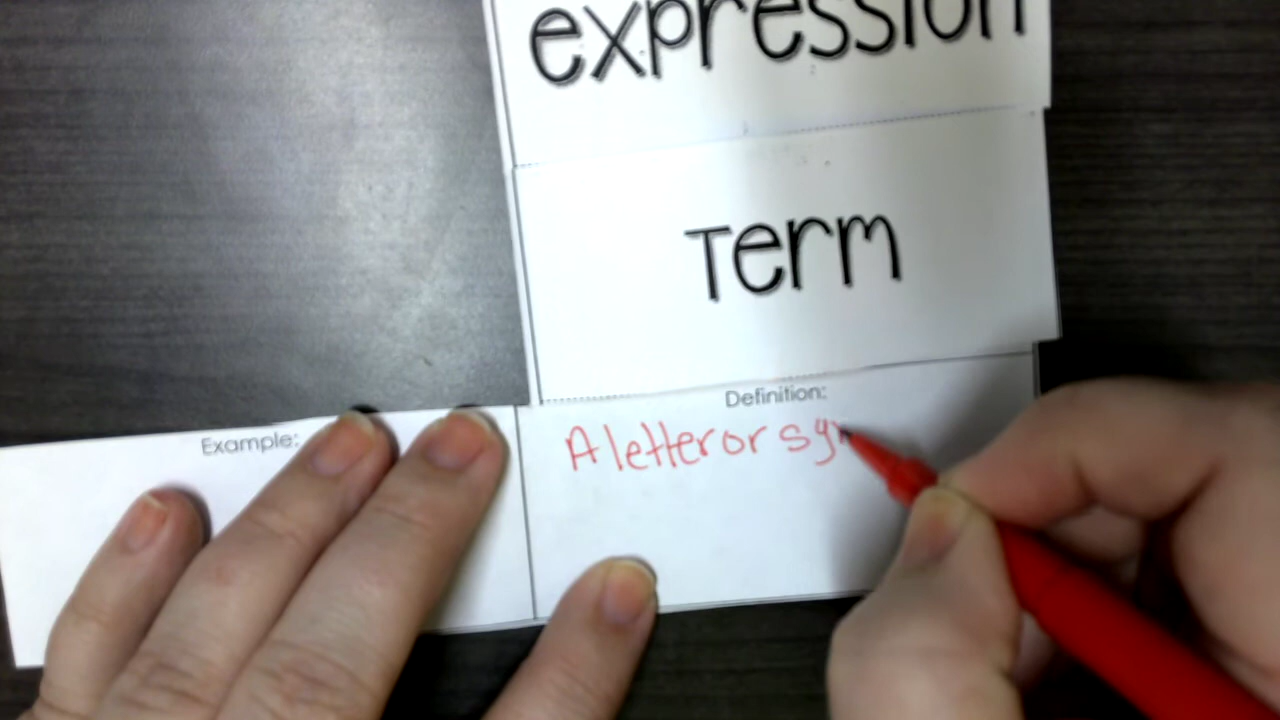 expression
Term
Definition:
Example:
A letter or sy